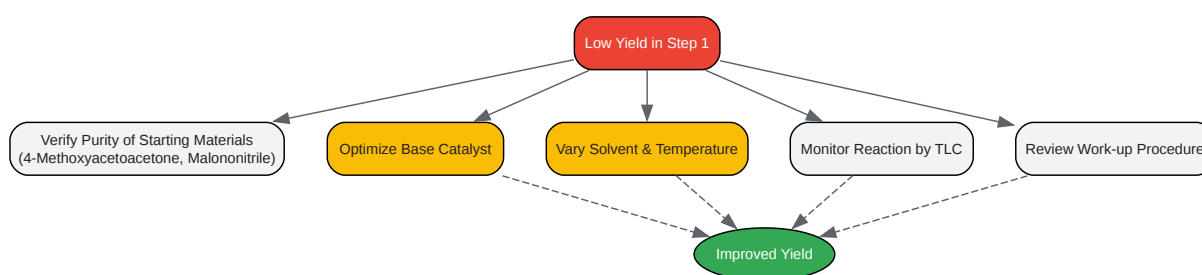 Low Yield in Step 1
Verify Purity of Starting Materials
(4-Methoxyacetoacetone, Malononitrile)
Optimize Base Catalyst
Vary Solvent & Temperature
Monitor Reaction by TLC
Review Work-up Procedure
Improved Yield